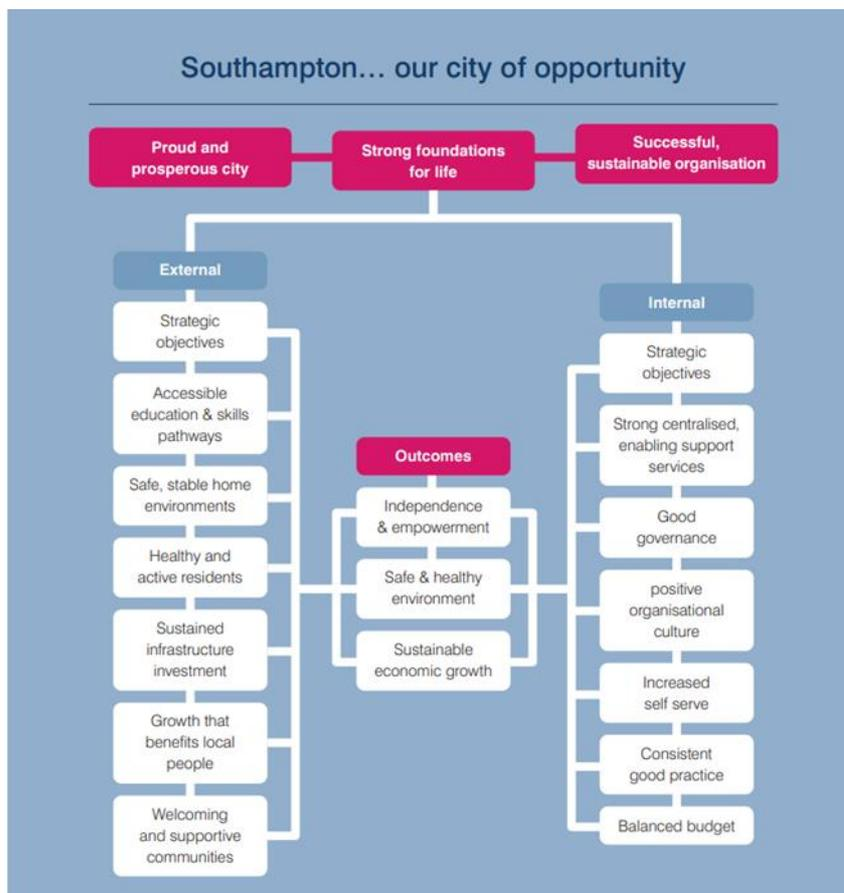 Southampton... our city of opportunity
Proud and
prosperous city
Strong foundations
for life
Successful,
sustainable organisation
External
Strategic
objectives
Accessible
education & skills
pathways
Safe, stable home
environments
Healthy and
active residents
Sustained
infrastructure
investment
Growth that
benefits local
people
Welcoming
and supportive
communities
Outcomes
Independence
& empowerment
Safe & healthy
environment
Sustainable
economic growth
Internal
Strategic
objectives
Strong centralised,
enabling support
services
Good
governance
positive
organisational
culture
Increased
self serve
Consistent
good practice
Balanced budget